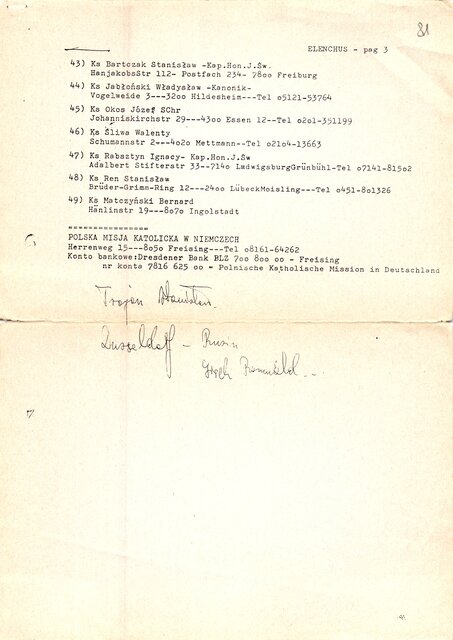 81
ELENCHUS - pag 3
43) Ks Bartczak Stanisław -Kap.Hon.J.Św.
HanjakobsStr 112- Postfach 234- 78oo Freiburg
44) Ks Jabłoński Władysław -Kanonik-
Vogelweide 3---32oo Hildesheim---Tel o5121-53764
45) Ks Okos Józef SChr
Johanniskirchstr 29---43oo Essen 12--Tel o2o1-351199
46) Ks Śliwa Walenty
Schumannstr 2---4o2o Mettmann--Tel o21o4-13663
47) Ks Rabsztyn Ignacy- Kap.Hon.J.Św
Adalbert Stifterstr 33--714o LadwigsburgGrünbühl-Tel o7141-815o2
48) Ks Ren Stanisław
Brüder-Grimm-Ring 12---24oo LübeckMoisling---Tel o451-8o1326
49) Ks Matczyński Bernard
Hänlinstr 19---8o7o Ingolstadt
================
POLSKA MISJA KATOLICKA W NIEMCZECH
Herrenweg 15---8o5o Freising---Tel o8161-64262
Konto bankowe:Dresdener Bank BLZ 7oo 8oo oo - Freising
nr konta 7816 625 oo - Polnische Katholische Mission in Deutschland
Trojan Stanisław
Dusseldorf -